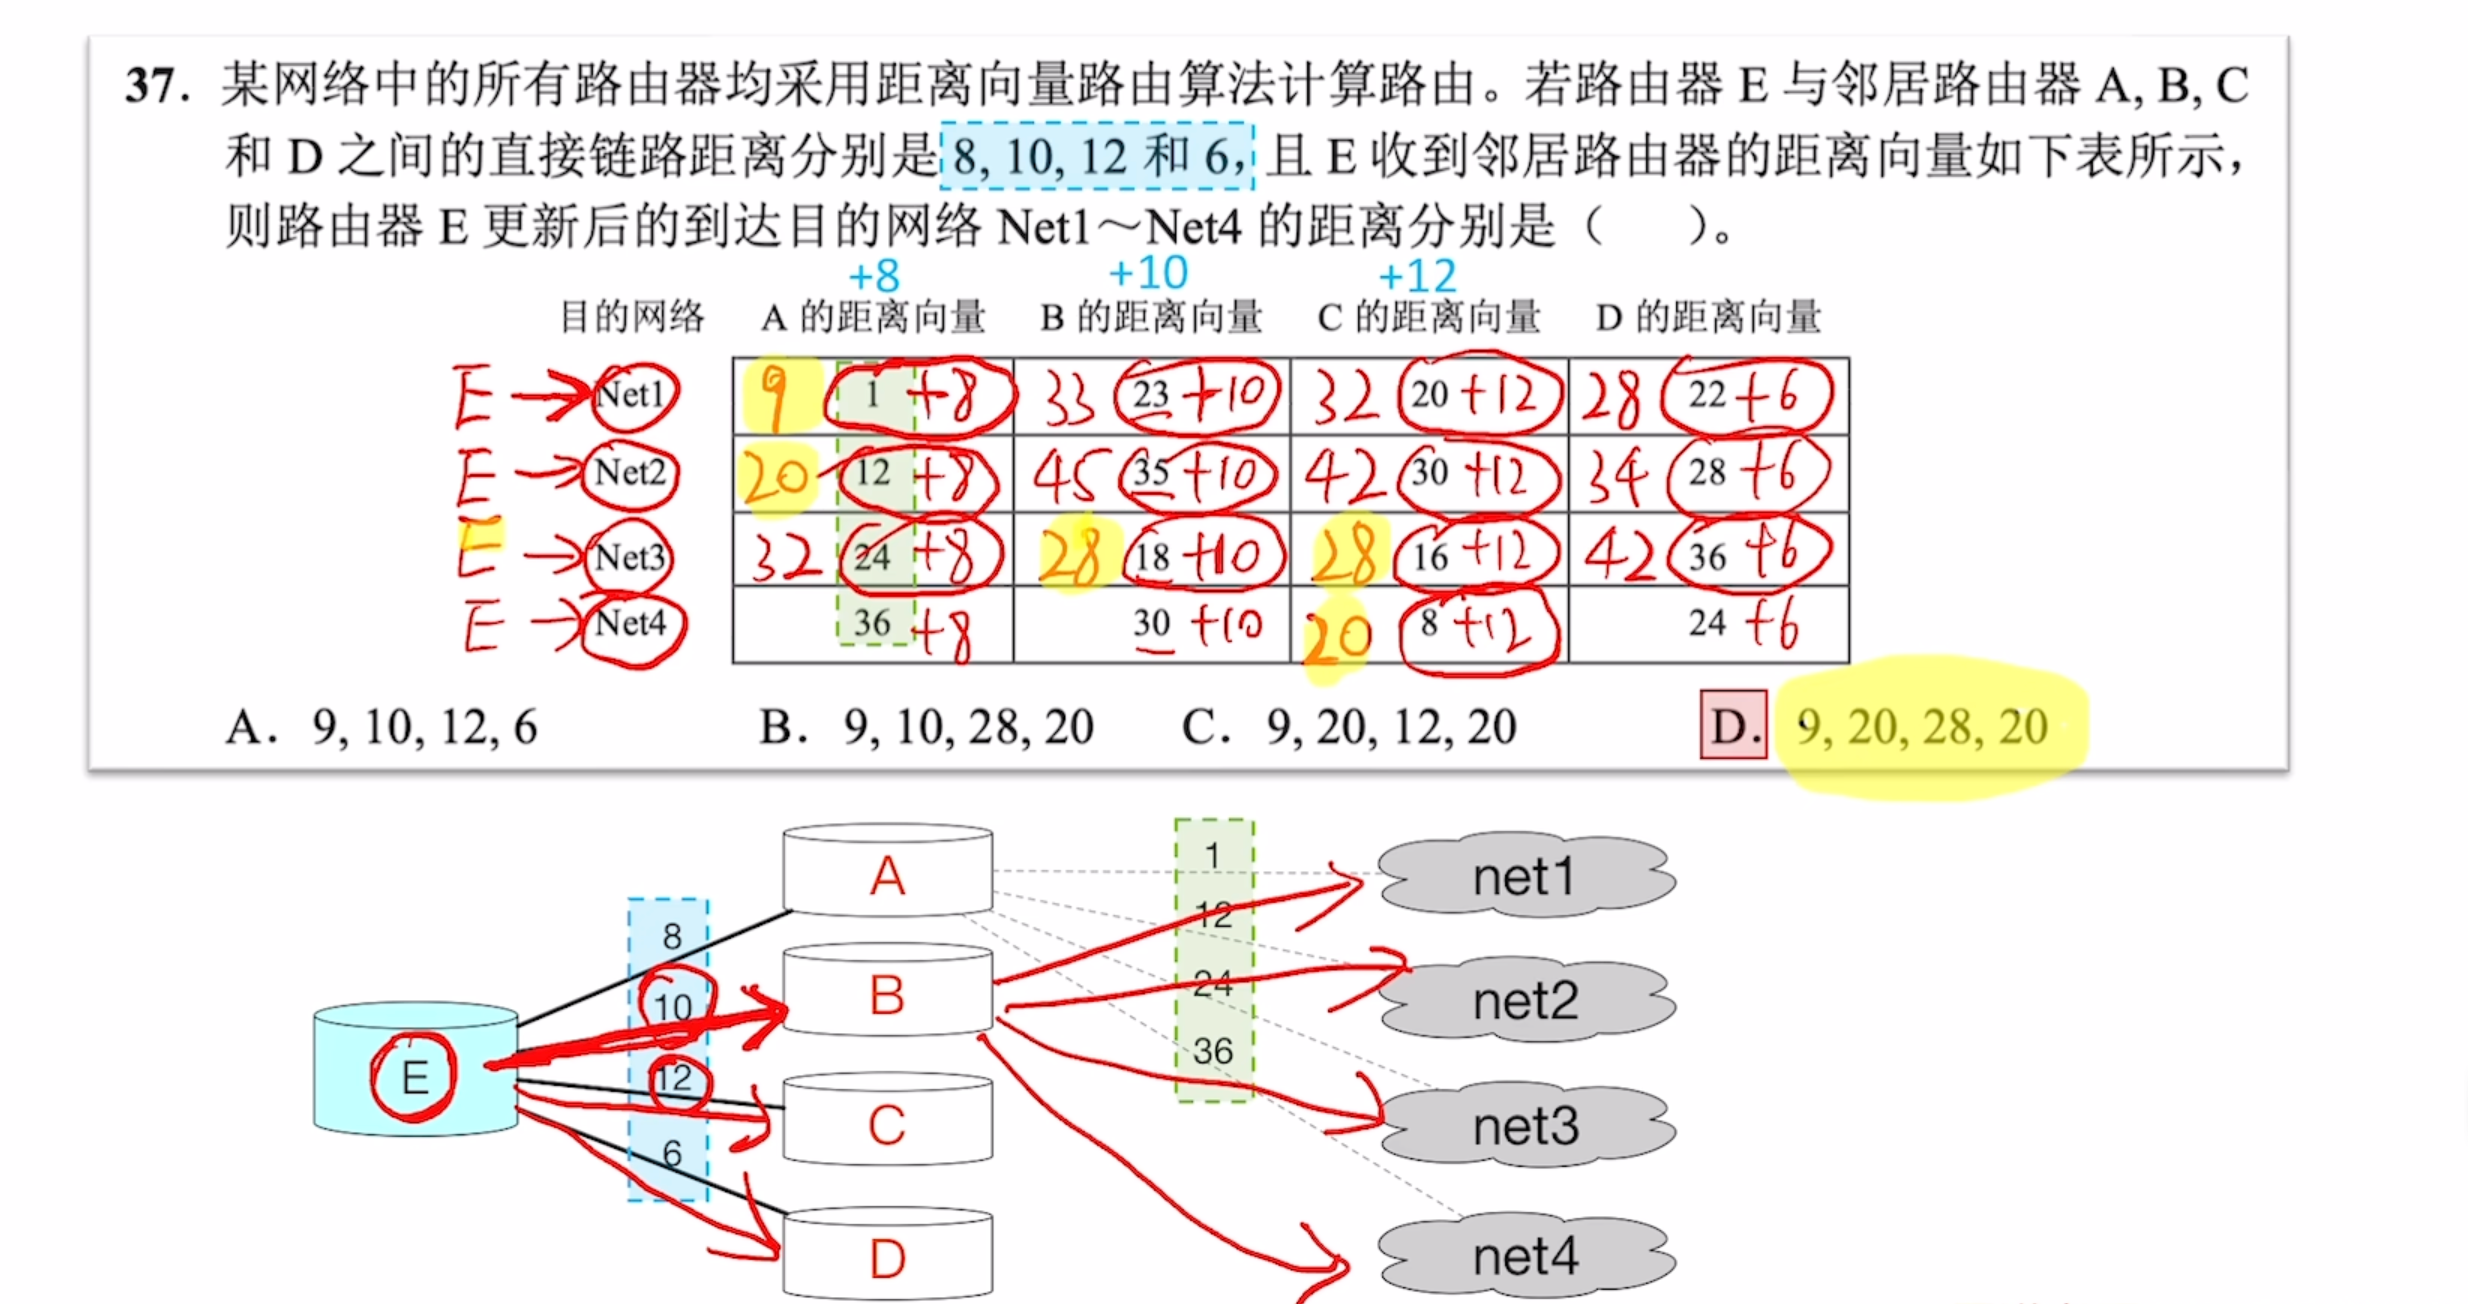 37. 某网络中的所有路由器均采用距离向量路由算法计算路由。若路由器 E 与邻居路由器 A, B, C
和 D 之间的直接链路距离分别是 8, 10, 12 和 6，且 E 收到邻居路由器的距离向量如下表所示，
则路由器 E 更新后的到达目的网络 Net1～Net4 的距离分别是（ ）。
+8 +10 +12
目的网络 A 的距离向量 B 的距离向量 C 的距离向量 D 的距离向量
E → Net1 9 1 +8 33 23 +10 32 20 +12 28 22 +6
E → Net2 20 12 +8 45 35 +10 42 30 +12 34 28 +6
E → Net3 32 24 +8 28 18 +10 28 16 +12 42 36 +6
E → Net4 36 +8 30 +10 20 8 +12 24 +6
A. 9, 10, 12, 6 B. 9, 10, 28, 20 C. 9, 20, 12, 20 D. 9, 20, 28, 20
A 1 net1
8 12
10 B 24 net2
E 12 36
C net3
6
D net4